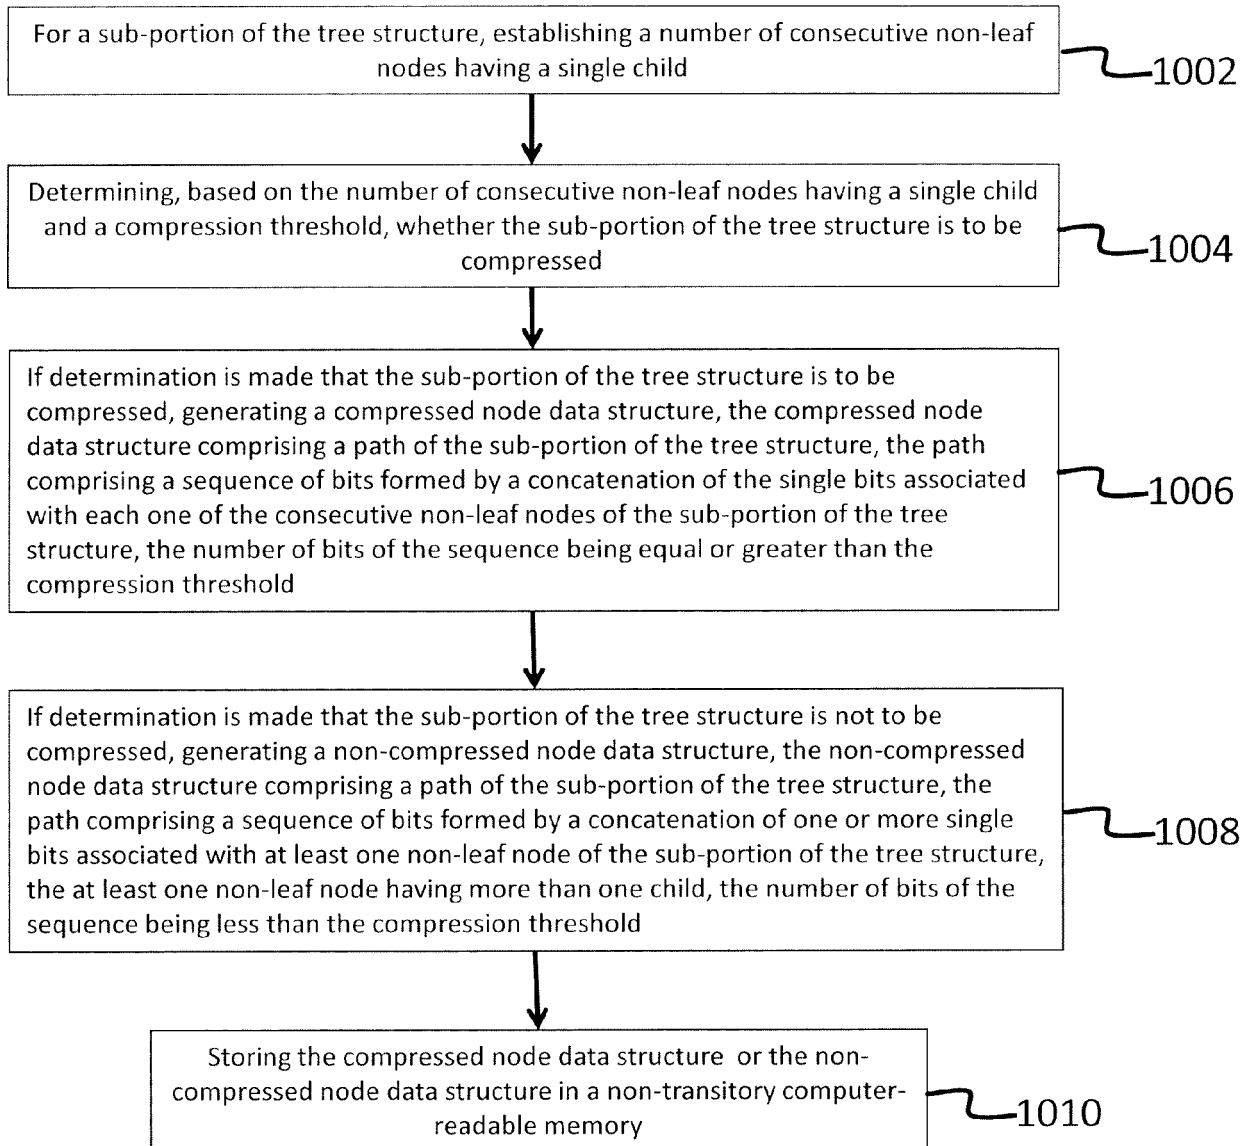 For a sub-portion of the tree structure, establishing a number of consecutive non-leaf
nodes having a single child
1002
Determining, based on the number of consecutive non-leaf nodes having a single child
and a compression threshold, whether the sub-portion of the tree structure is to be
compressed
1004
If determination is made that the sub-portion of the tree structure is to be
compressed, generating a compressed node data structure, the compressed node
data structure comprising a path of the sub-portion of the tree structure, the path
comprising a sequence of bits formed by a concatenation of the single bits associated
with each one of the consecutive non-leaf nodes of the sub-portion of the tree
structure, the number of bits of the sequence being equal or greater than the
compression threshold
1006
If determination is made that the sub-portion of the tree structure is not to be
compressed, generating a non-compressed node data structure, the non-compressed
node data structure comprising a path of the sub-portion of the tree structure, the
path comprising a sequence of bits formed by a concatenation of one or more single
bits associated with at least one non-leaf node of the sub-portion of the tree structure,
the at least one non-leaf node having more than one child, the number of bits of the
sequence being less than the compression threshold
1008
Storing the compressed node data structure or the non-
compressed node data structure in a non-transitory computer-
readable memory
1010